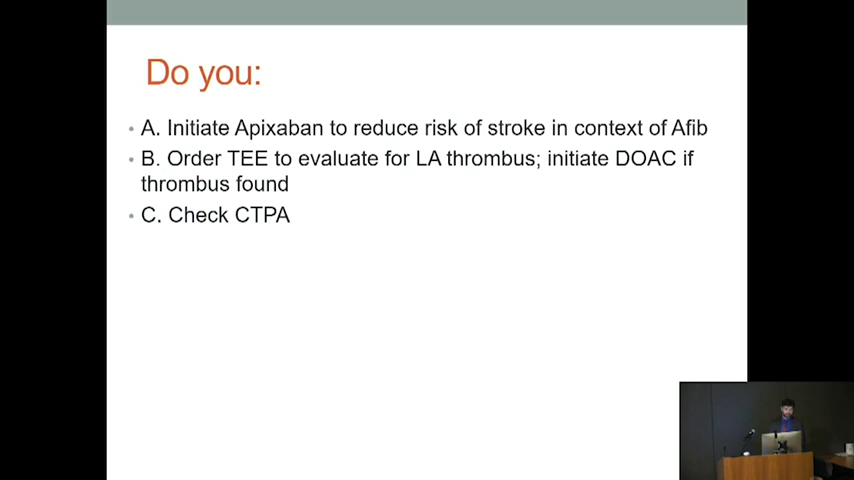 Do you:
• A. Initiate Apixaban to reduce risk of stroke in context of Afib
• B. Order TEE to evaluate for LA thrombus; initiate DOAC if
thrombus found
• C. Check CTPA